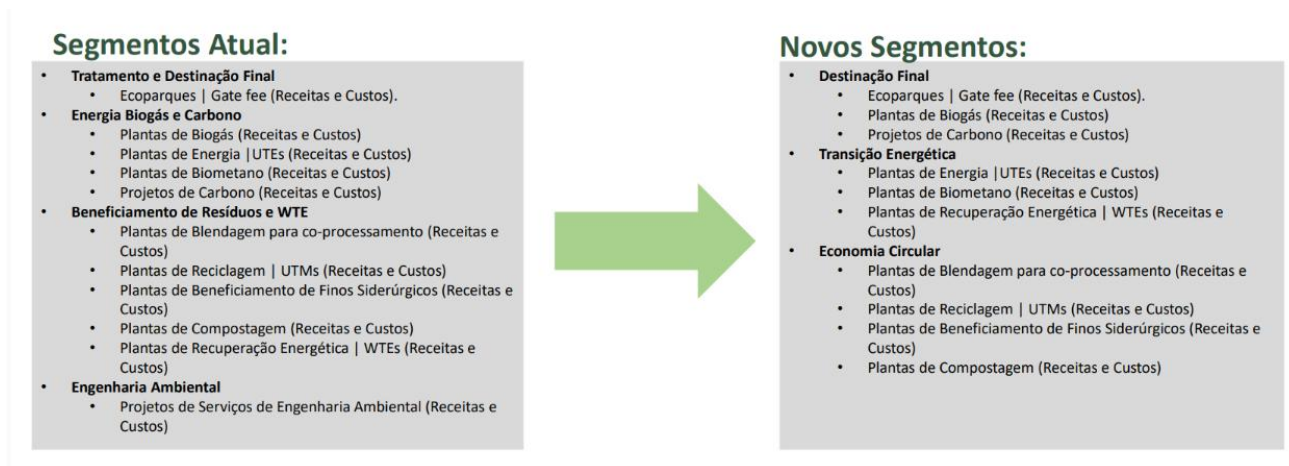 Segmentos Atual:
• Tratamento e Destinação Final
• Ecoparques | Gate fee (Receitas e Custos).
• Energia Biogás e Carbono
• Plantas de Biogás (Receitas e Custos)
• Plantas de Energia |UTEs (Receitas e Custos)
• Plantas de Biometano (Receitas e Custos)
• Projetos de Carbono (Receitas e Custos)
• Beneficiamento de Resíduos e WTE
• Plantas de Blendagem para co-processamento (Receitas e
Custos)
• Plantas de Reciclagem | UTMs (Receitas e Custos)
• Plantas de Beneficiamento de Finos Siderúrgicos (Receitas e
Custos)
• Plantas de Compostagem (Receitas e Custos)
• Plantas de Recuperação Energética | WTEs (Receitas e
Custos)
• Engenharia Ambiental
• Projetos de Serviços de Engenharia Ambiental (Receitas e
Custos)
Novos Segmentos:
• Destinação Final
• Ecoparques | Gate fee (Receitas e Custos).
• Plantas de Biogás (Receitas e Custos)
• Projetos de Carbono (Receitas e Custos)
• Transição Energética
• Plantas de Energia |UTEs (Receitas e Custos)
• Plantas de Biometano (Receitas e Custos)
• Plantas de Recuperação Energética | WTEs (Receitas e
Custos)
• Economia Circular
• Plantas de Blendagem para co-processamento (Receitas e
Custos)
• Plantas de Reciclagem | UTMs (Receitas e Custos)
• Plantas de Beneficiamento de Finos Siderúrgicos (Receitas e
Custos)
• Plantas de Compostagem (Receitas e Custos)